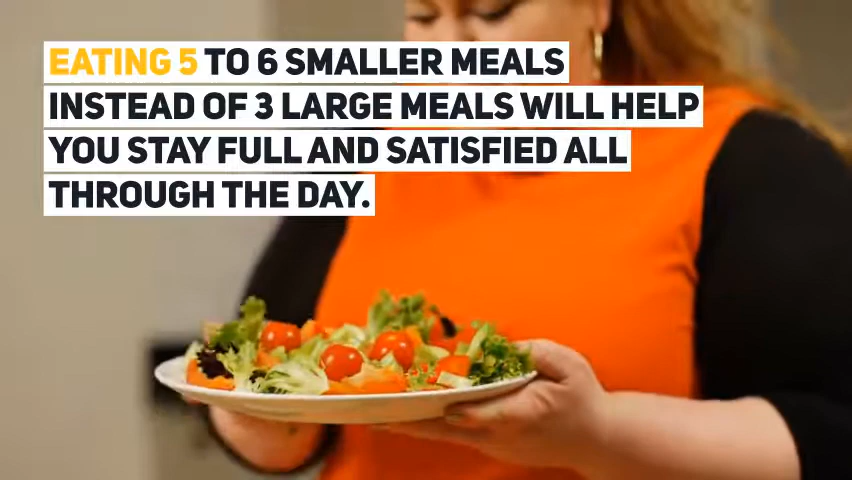 EATING 5 TO 6 SMALLER MEALS
INSTEAD OF 3 LARGE MEALS WILL HELP
YOU STAY FULL AND SATISFIED ALL
THROUGH THE DAY.